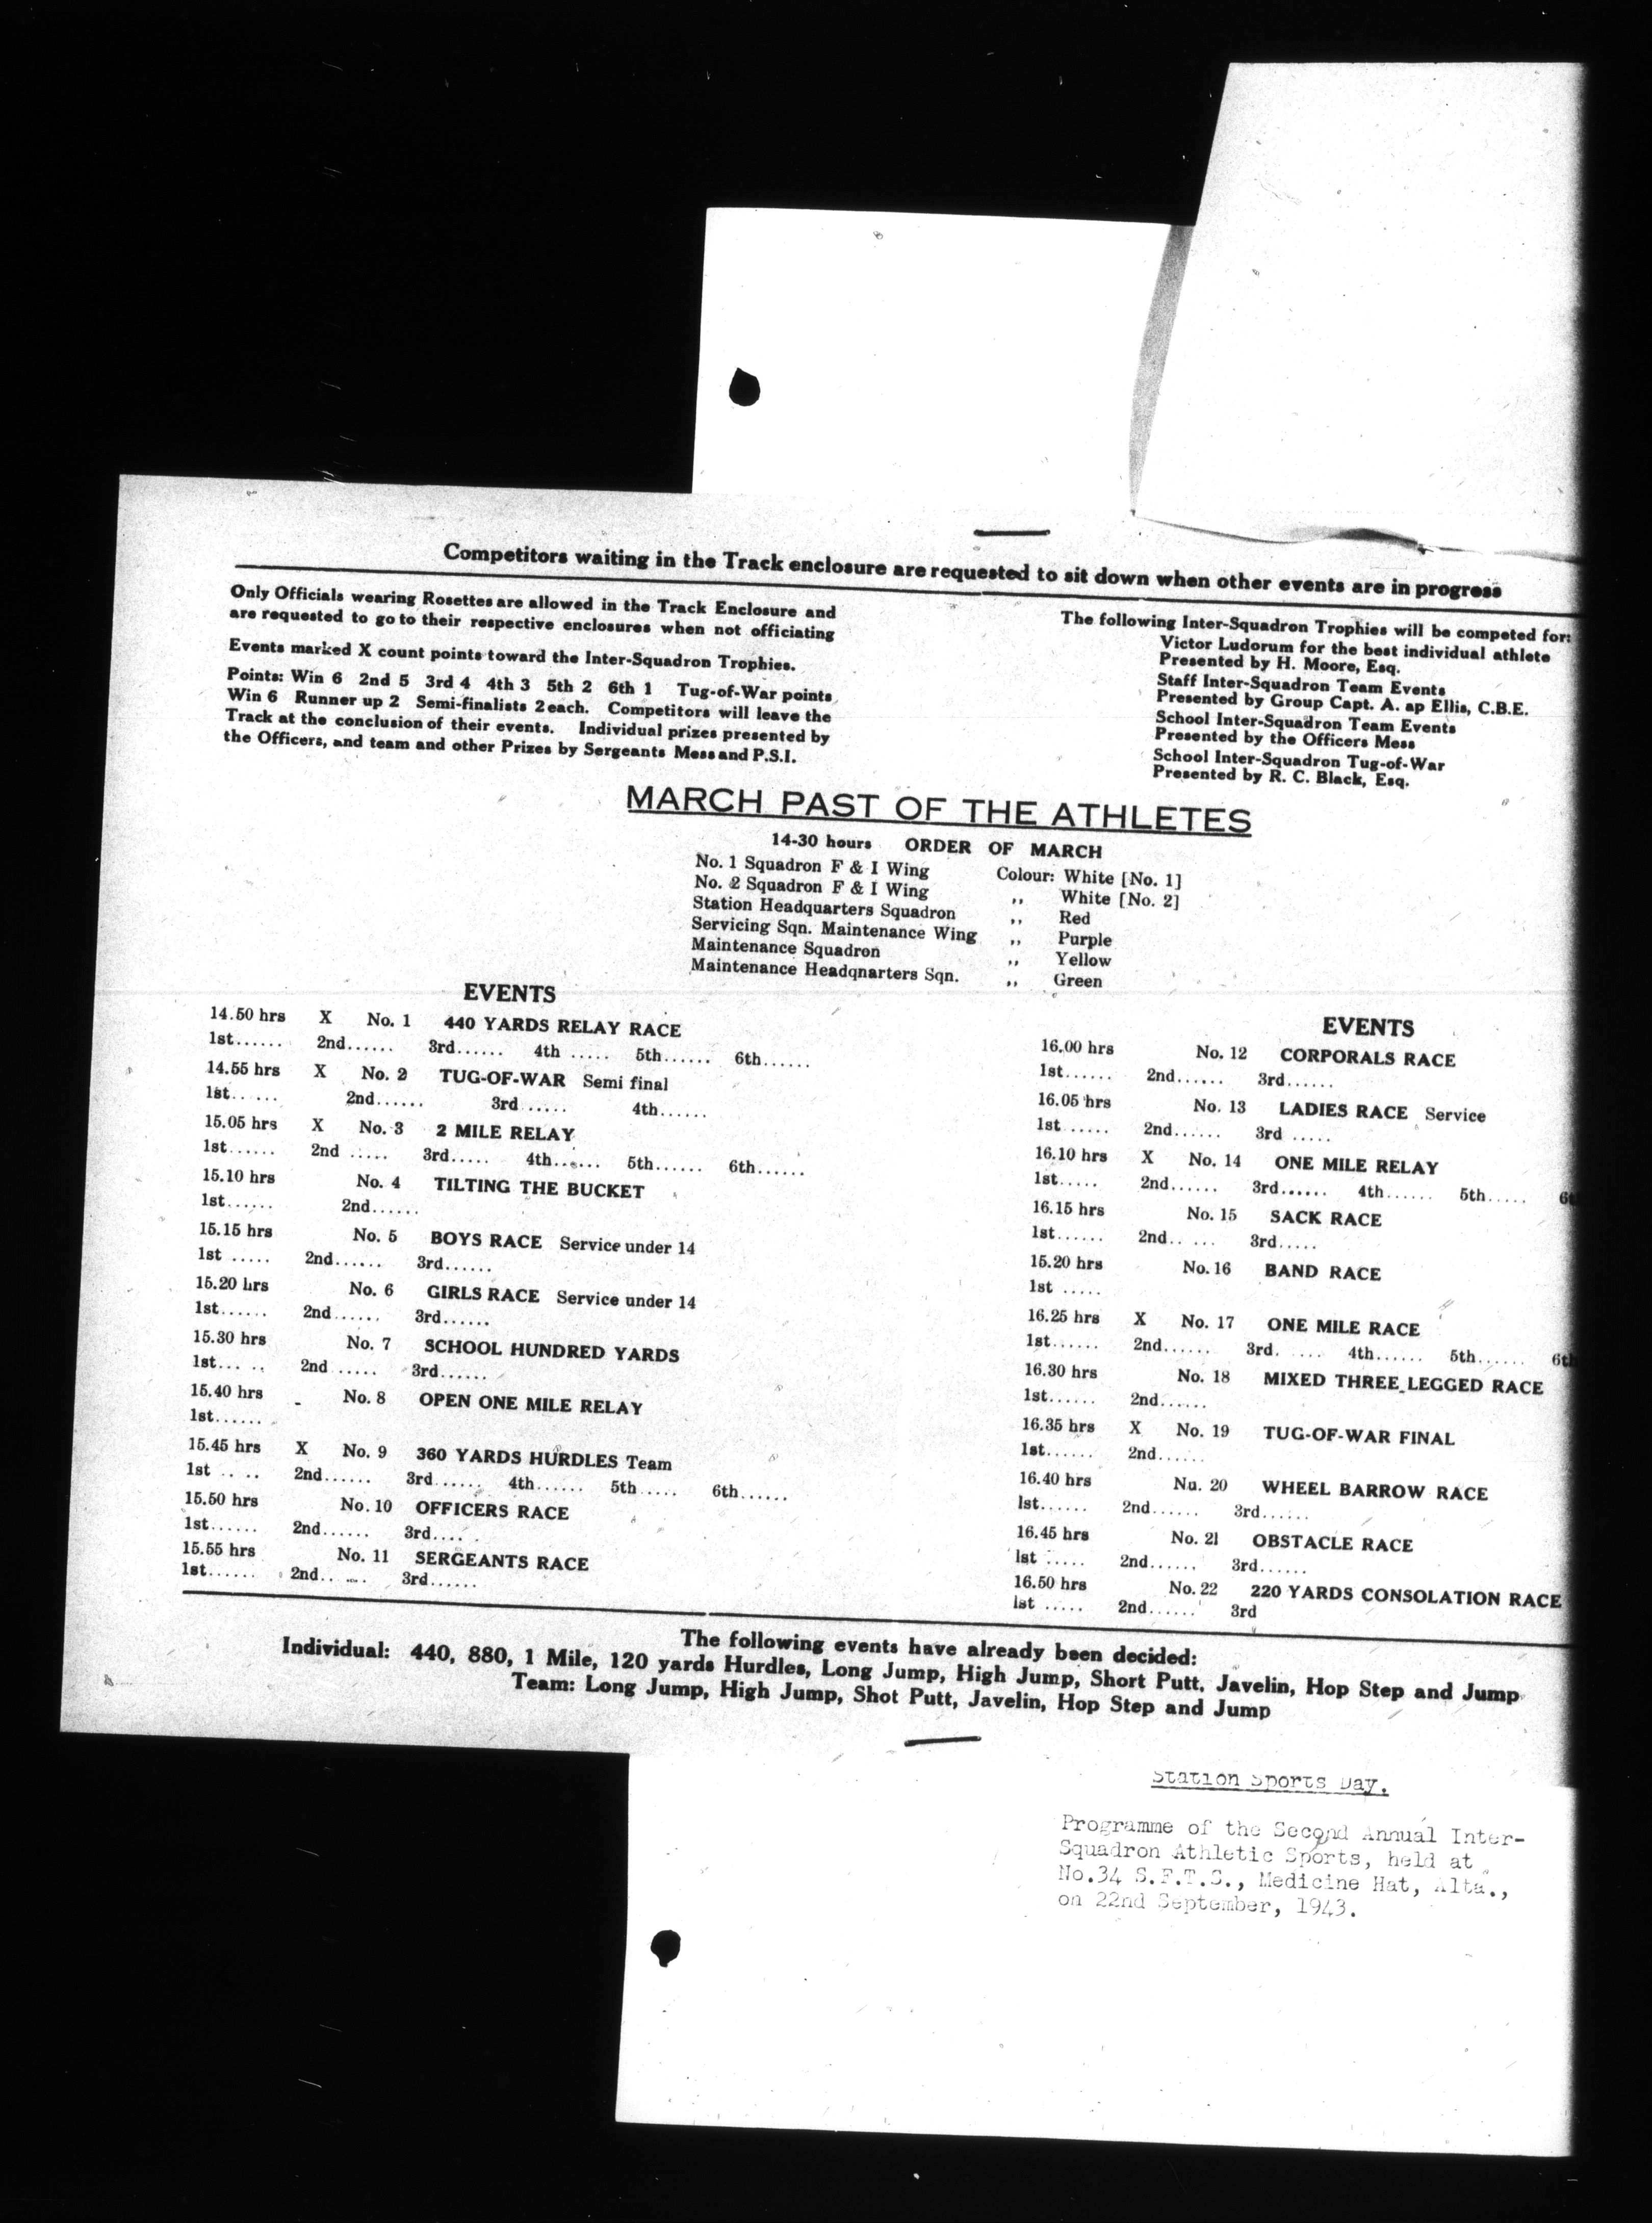 Competitors waiting in the Track enclosure are requested to sit down when other events are in progress
Only Officials wearing Rosettes are allowed in the Track Enclosure and
are requested to go to their respective enclosures when not officiating
Events marked X count points toward the Inter-Squadron Trophies.
Points: Win 6 2nd 5 3rd 4 4th 3 5th 2 6th 1 Tug-of-War points
Win 6 Runner up 2 Semi-finalists 2 each. Competitors will leave the
Track at the conclusion of their events. Individual prizes presented by
the Officers, and team and other Prizes by Sergeants Mess and P.S.I.
The following Inter-Squadron Trophies will be competed for:
Victor Ludorum for the best individual athlete
Presented by H. Moore, Esq.
Staff Inter-Squadron Team Events
Presented by Group Capt. A. ap Ellis, C.B.E.
School Inter-Squadron Team Events
Presented by the Officers Mess
School Inter-Squadron Tug-of-War
Presented by R. C. Black, Esq.
MARCH PAST OF THE ATHLETES
14-30 hours ORDER OF MARCH
No. 1 Squadron F & I Wing Colour: White [No. 1]
No. 2 Squadron F & I Wing ,, White [No. 2]
Station Headquarters Squadron ,, Red
Servicing Sqn. Maintenance Wing ,, Purple
Maintenance Squadron ,, Yellow
Maintenance Headqnarters Sqn. ,, Green
EVENTS
14.50 hrs X No. 1 440 YARDS RELAY RACE
1st...... 2nd...... 3rd...... 4th ..... 5th...... 6th......
14.55 hrs X No. 2 TUG-OF-WAR Semi final
1st...... 2nd...... 3rd ..... 4th......
15.05 hrs X No. 3 2 MILE RELAY
1st...... 2nd ..... 3rd..... 4th...... 5th...... 6th......
15.10 hrs No. 4 TILTING THE BUCKET
1st...... 2nd......
15.15 hrs No. 5 BOYS RACE Service under 14
1st ..... 2nd...... 3rd......
15.20 hrs No. 6 GIRLS RACE Service under 14
1st...... 2nd...... 3rd......
15.30 hrs No. 7 SCHOOL HUNDRED YARDS
1st... .. 2nd...... 3rd......
15.40 hrs No. 8 OPEN ONE MILE RELAY
1st......
15.45 hrs X No. 9 360 YARDS HURDLES Team
1st .. .. 2nd...... 3rd...... 4th...... 5th..... 6th......
15.50 hrs No. 10 OFFICERS RACE
1st...... 2nd...... 3rd....
15.55 hrs No. 11 SERGEANTS RACE
1st...... 2nd...... 3rd......
EVENTS
16.00 hrs No. 12 CORPORALS RACE
1st...... 2nd...... 3rd......
16.05 hrs No. 13 LADIES RACE Service
1st ..... 2nd...... 3rd .....
16.10 hrs X No. 14 ONE MILE RELAY
1st..... 2nd...... 3rd...... 4th...... 5th..... 6t
16.15 hrs No. 15 SACK RACE
1st...... 2nd.. ... 3rd.....
15.20 hrs No. 16 BAND RACE
1st .....
16.25 hrs X No. 17 ONE MILE RACE
1st...... 2nd...... 3rd. .... 4th...... 5th...... 6th
16.30 hrs No. 18 MIXED THREE LEGGED RACE
1st...... 2nd......
16.35 hrs X No. 19 TUG-OF-WAR FINAL
1st...... 2nd......
16.40 hrs No. 20 WHEEL BARROW RACE
1st...... 2nd...... 3rd......
16.45 hrs No. 21 OBSTACLE RACE
1st ..... 2nd...... 3rd......
16.50 hrs No. 22 220 YARDS CONSOLATION RACE
1st ..... 2nd...... 3rd
The following events have already been decided:
Individual: 440, 880, 1 Mile, 120 yards Hurdles, Long Jump, High Jump, Short Putt, Javelin, Hop Step and Jump
Team: Long Jump, High Jump, Shot Putt, Javelin, Hop Step and Jump
Station Sports Day.
Programme of the Second Annual Inter-
Squadron Athletic Sports, held at
No.34 S.F.T.S., Medicine Hat, Alta.,
on 22nd September, 1943.